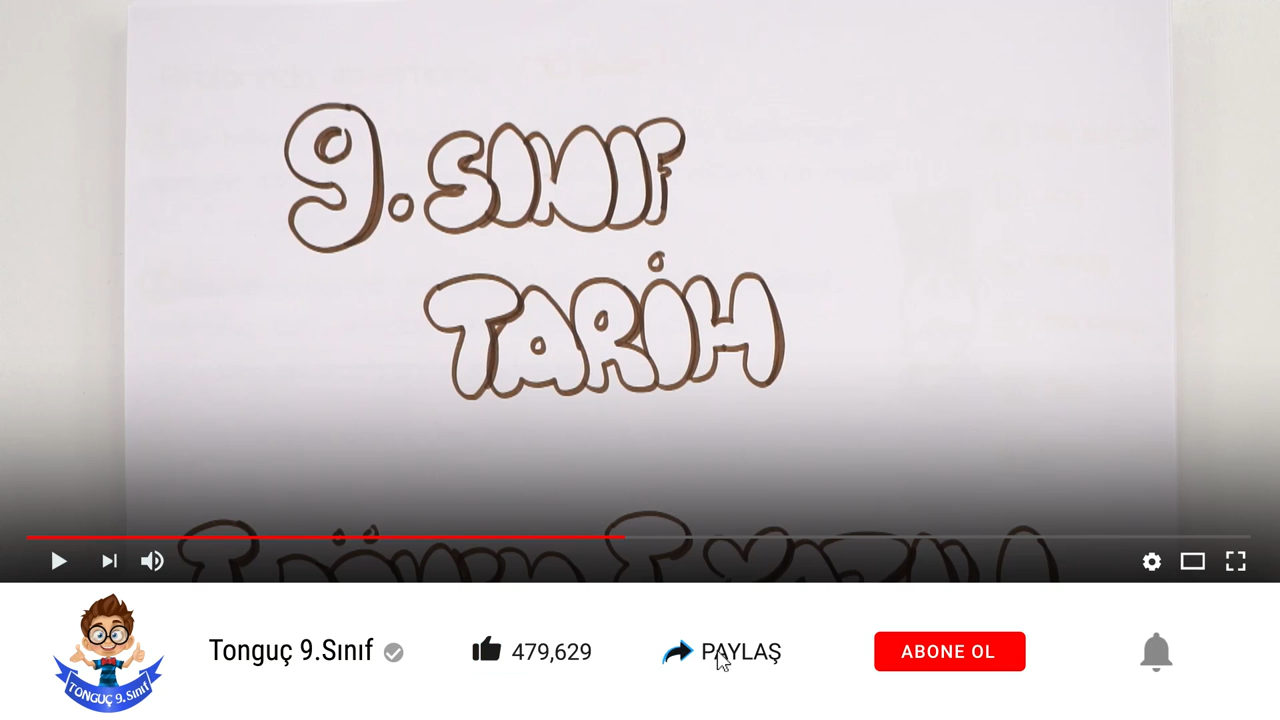 9. SINIF
TARİH
Tonguç 9.Sınıf
479,629
PAYLAŞ
ABONE OL
TONGUÇ 9. Sınıf